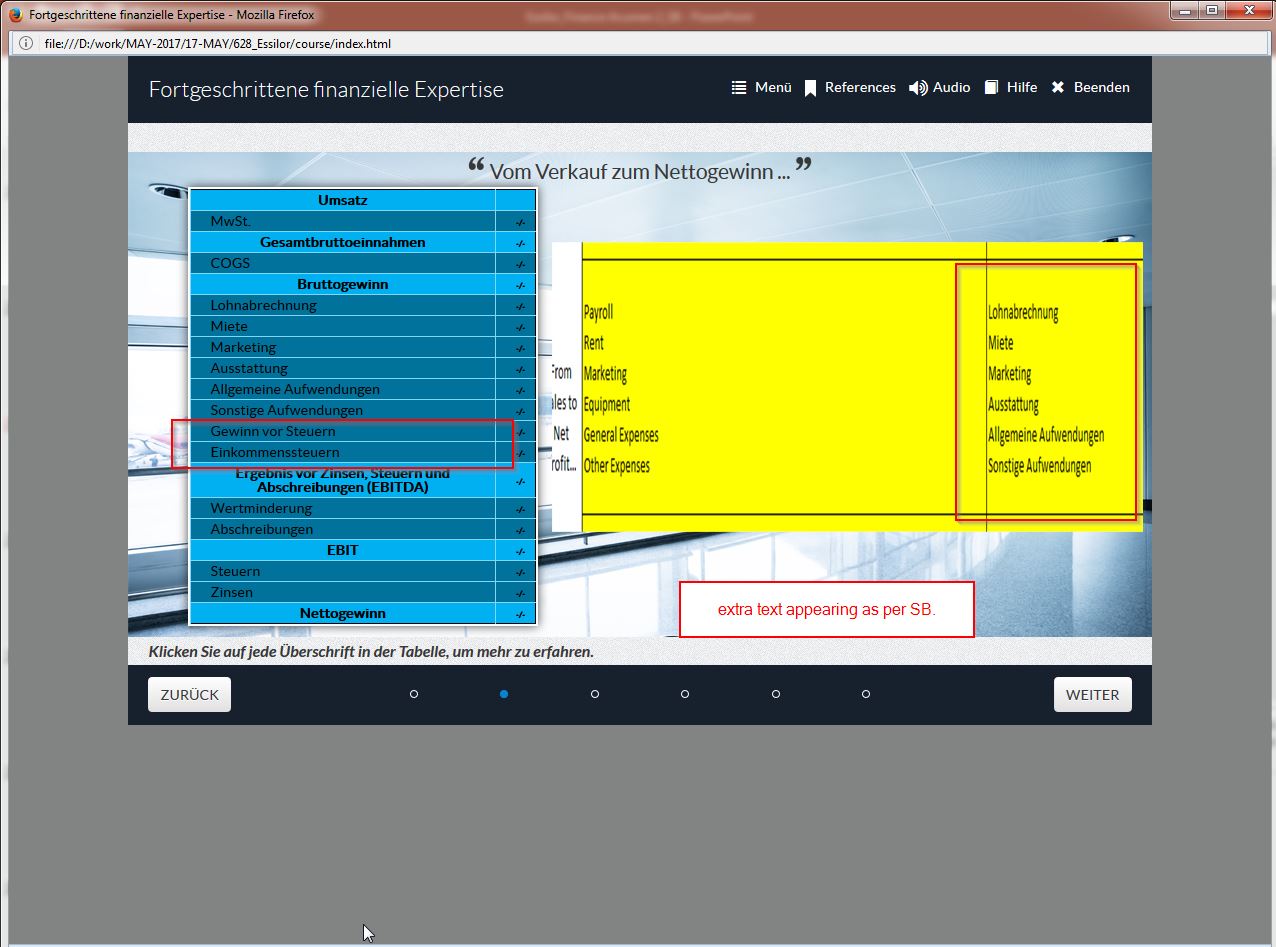 Fortgeschrittene finanzielle Expertise - Mozilla Firefox
file:///D:/work/MAY-2017/17-MAY/628_Essilor/course/index.html
Fortgeschrittene finanzielle Expertise
Menü References Audio Hilfe Beenden
“ Vom Verkauf zum Nettogewinn ... ”
Umsatz
MwSt. -/-
Gesamtbruttoeinnahmen -/-
COGS -/-
Bruttogewinn -/-
Lohnabrechnung -/-
Miete -/-
Marketing -/-
Ausstattung -/-
Allgemeine Aufwendungen -/-
Sonstige Aufwendungen -/-
Gewinn vor Steuern -/-
Einkommenssteuern -/-
Ergebnis vor Zinsen, Steuern und
Abschreibungen (EBITDA) -/-
Wertminderung -/-
Abschreibungen -/-
EBIT -/-
Steuern -/-
Zinsen -/-
Nettogewinn -/-
From
les to
Net
rofit...
Payroll Lohnabrechnung
Rent Miete
Marketing Marketing
Equipment Ausstattung
General Expenses Allgemeine Aufwendungen
Other Expenses Sonstige Aufwendungen
extra text appearing as per SB.
Klicken Sie auf jede Überschrift in der Tabelle, um mehr zu erfahren.
ZURÜCK WEITER